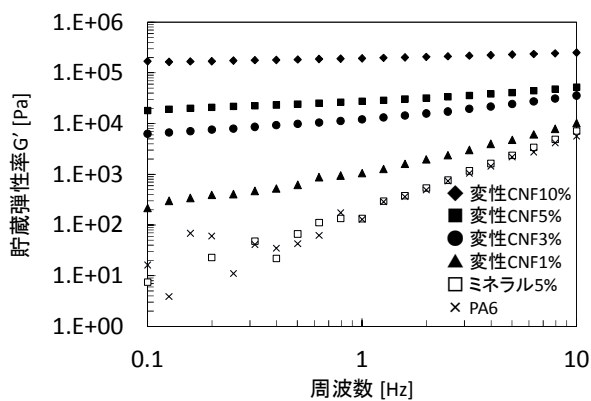 1.E+06
1.E+05
1.E+04
1.E+03
1.E+02
1.E+01
1.E+00
貯蔵弾性率G' [Pa]
変性CNF10%
変性CNF5%
変性CNF3%
変性CNF1%
ミネラル5%
PA6
0.1
1
10
周波数 [Hz]